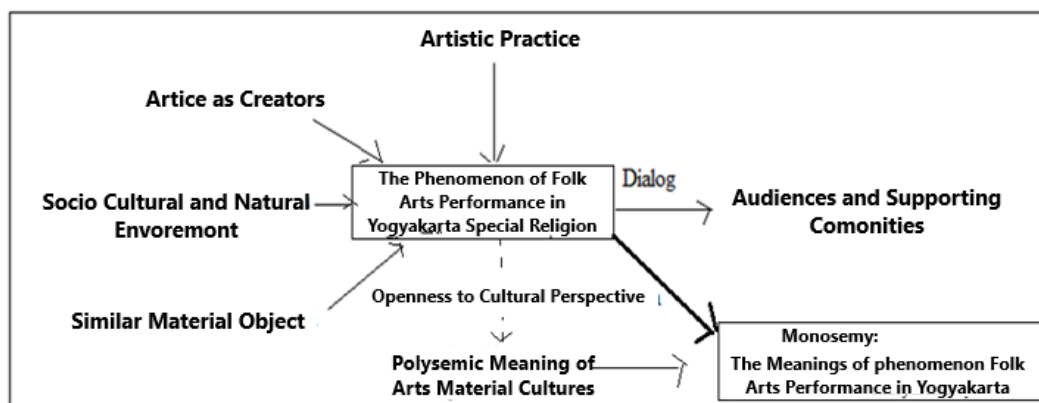 Artistic Practice
Artice as Creators
The Phenomenon of Folk
Arts Performance in
Yogyakarta Special Religion
Dialog
Socio Cultural and Natural
Envorement
Audiences and Supporting
Comonities
Openness to Cultural Perspective
Similar Material Object
Monosemy:
The Meanings of phenomenon Folk
Arts Performance in Yogyakarta
Polysemic Meaning of
Arts Material Cultures